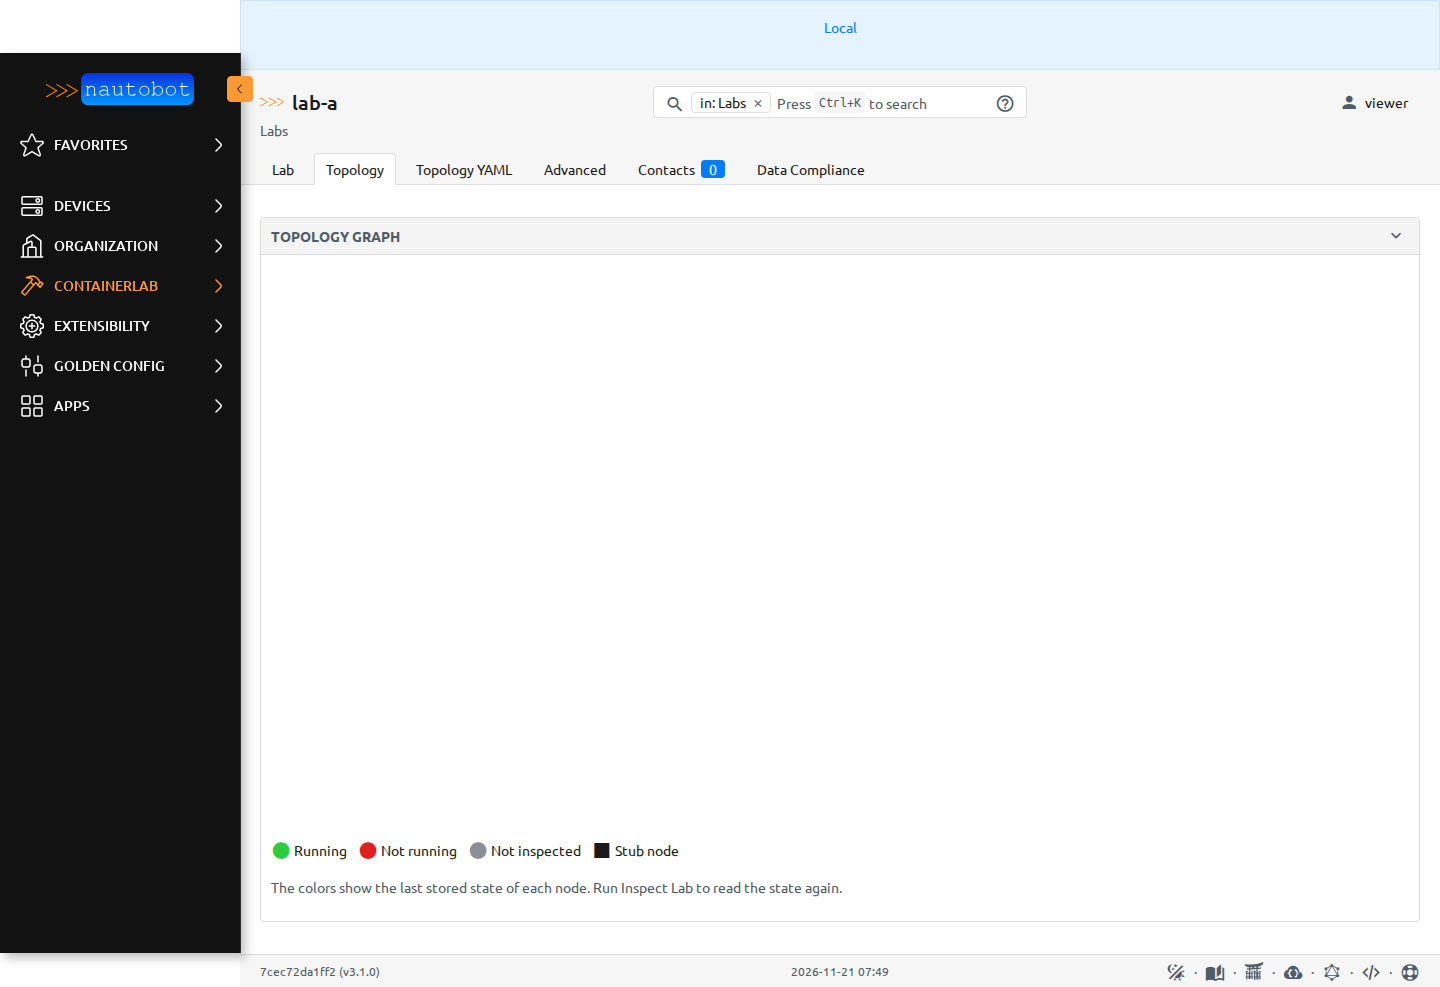 Local
>>> nautobot
lab-a
in: Labs × Press Ctrl+K to search
viewer
Labs
FAVORITES
DEVICES
ORGANIZATION
CONTAINERLAB
EXTENSIBILITY
GOLDEN CONFIG
APPS
Lab Topology Topology YAML Advanced Contacts 0 Data Compliance
TOPOLOGY GRAPH
Running Not running Not inspected Stub node
The colors show the last stored state of each node. Run Inspect Lab to read the state again.
7cec72da1ff2 (v3.1.0) 2026-11-21 07:49